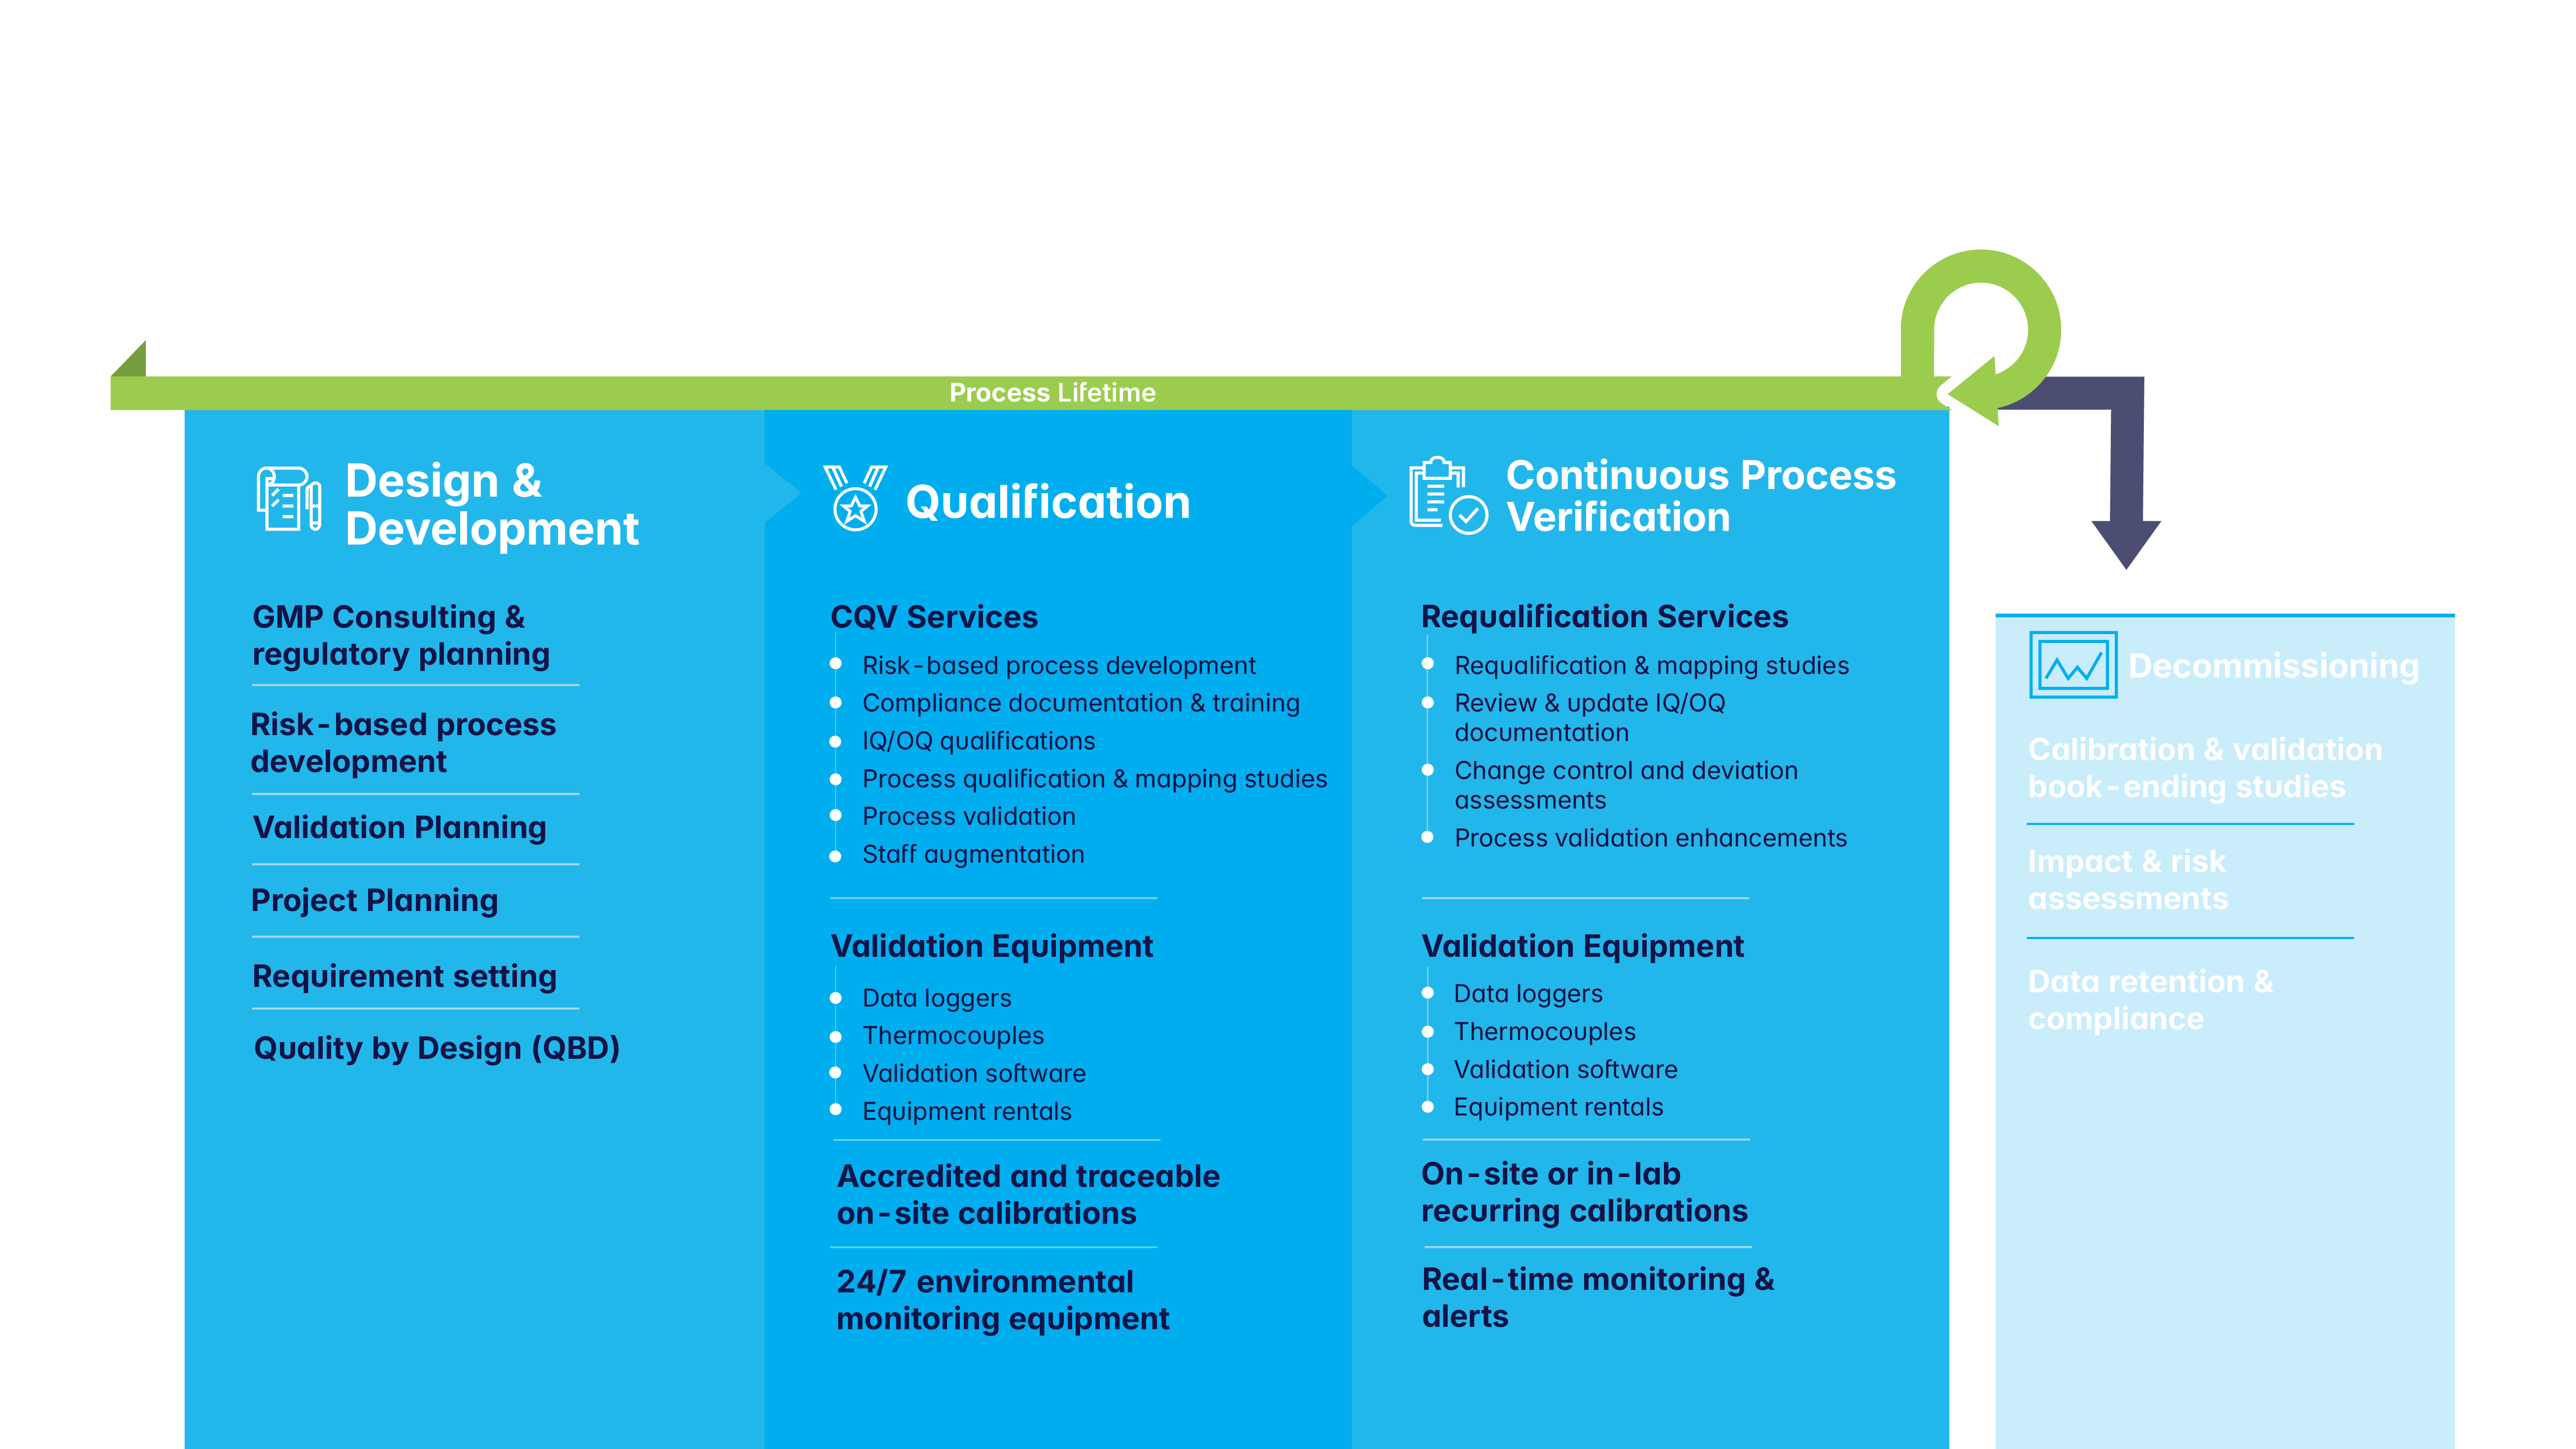 Process Lifetime
Design &
Development
GMP Consulting &
regulatory planning
Risk-based process
development
Validation Planning
Project Planning
Requirement setting
Quality by Design (QBD)
Qualification
CQV Services
Risk-based process development
Compliance documentation & training
IQ/OQ qualifications
Process qualification & mapping studies
Process validation
Staff augmentation
Validation Equipment
Data loggers
Thermocouples
Validation software
Equipment rentals
Accredited and traceable
on-site calibrations
24/7 environmental
monitoring equipment
Continuous Process
Verification
Requalification Services
Requalification & mapping studies
Review & update IQ/OQ
documentation
Change control and deviation
assessments
Process validation enhancements
Validation Equipment
Data loggers
Thermocouples
Validation software
Equipment rentals
On-site or in-lab
recurring calibrations
Real-time monitoring &
alerts
Decommissioning
Calibration & validation
book-ending studies
Impact & risk
assessments
Data retention &
compliance